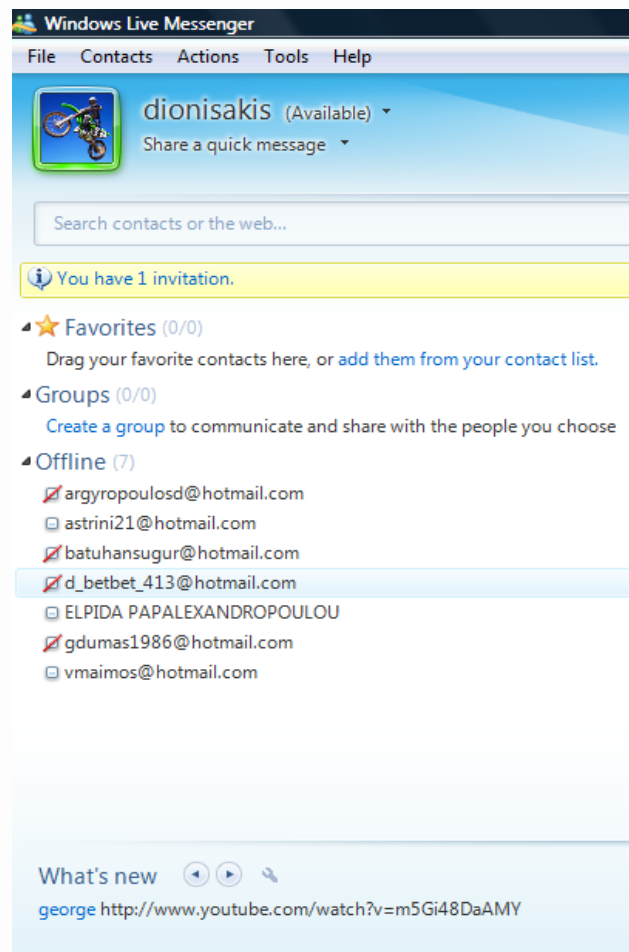 Windows Live Messenger
File Contacts Actions Tools Help
dionisakis (Available)
Share a quick message
Search contacts or the web...
You have 1 invitation.
Favorites (0/0)
Drag your favorite contacts here, or add them from your contact list.
Groups (0/0)
Create a group to communicate and share with the people you choose
Offline (7)
argyropoulosd@hotmail.com
astrini21@hotmail.com
batuhansugur@hotmail.com
d_betbet_413@hotmail.com
ELPIDA PAPALEXANDROPOULOU
gdumas1986@hotmail.com
vmaimos@hotmail.com
What's new
george http://www.youtube.com/watch?v=m5Gi48DaAMY